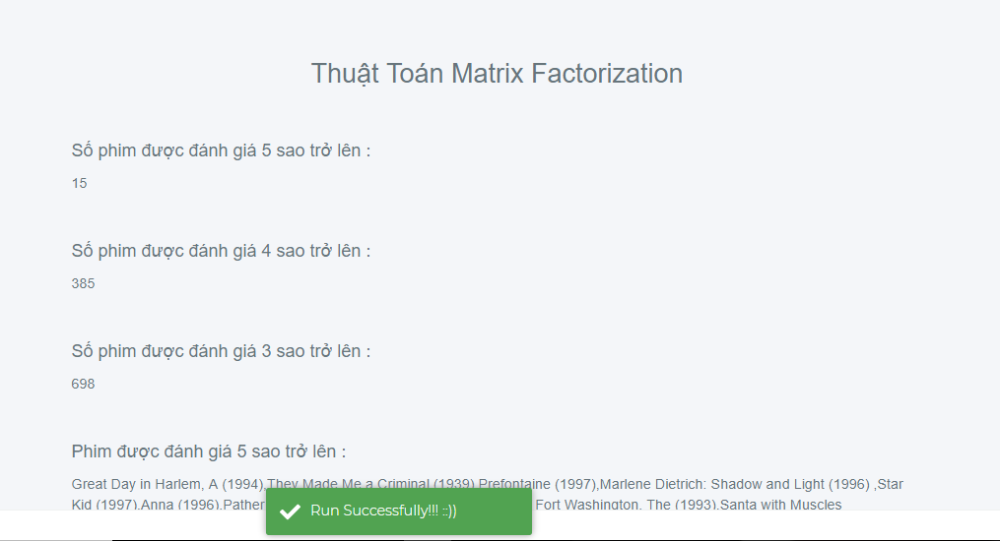 Thuật Toán Matrix Factorization
Số phim được đánh giá 5 sao trở lên :
15
Số phim được đánh giá 4 sao trở lên :
385
Số phim được đánh giá 3 sao trở lên :
698
Phim được đánh giá 5 sao trở lên :
Great Day in Harlem, A (1994),They Made Me a Criminal (1939),Prefontaine (1997),Marlene Dietrich: Shadow and Light (1996) ,Star
Kid (1997),Anna (1996),Pather Fort Washington, The (1993),Santa with Muscles
Run Successfully!!! ::))